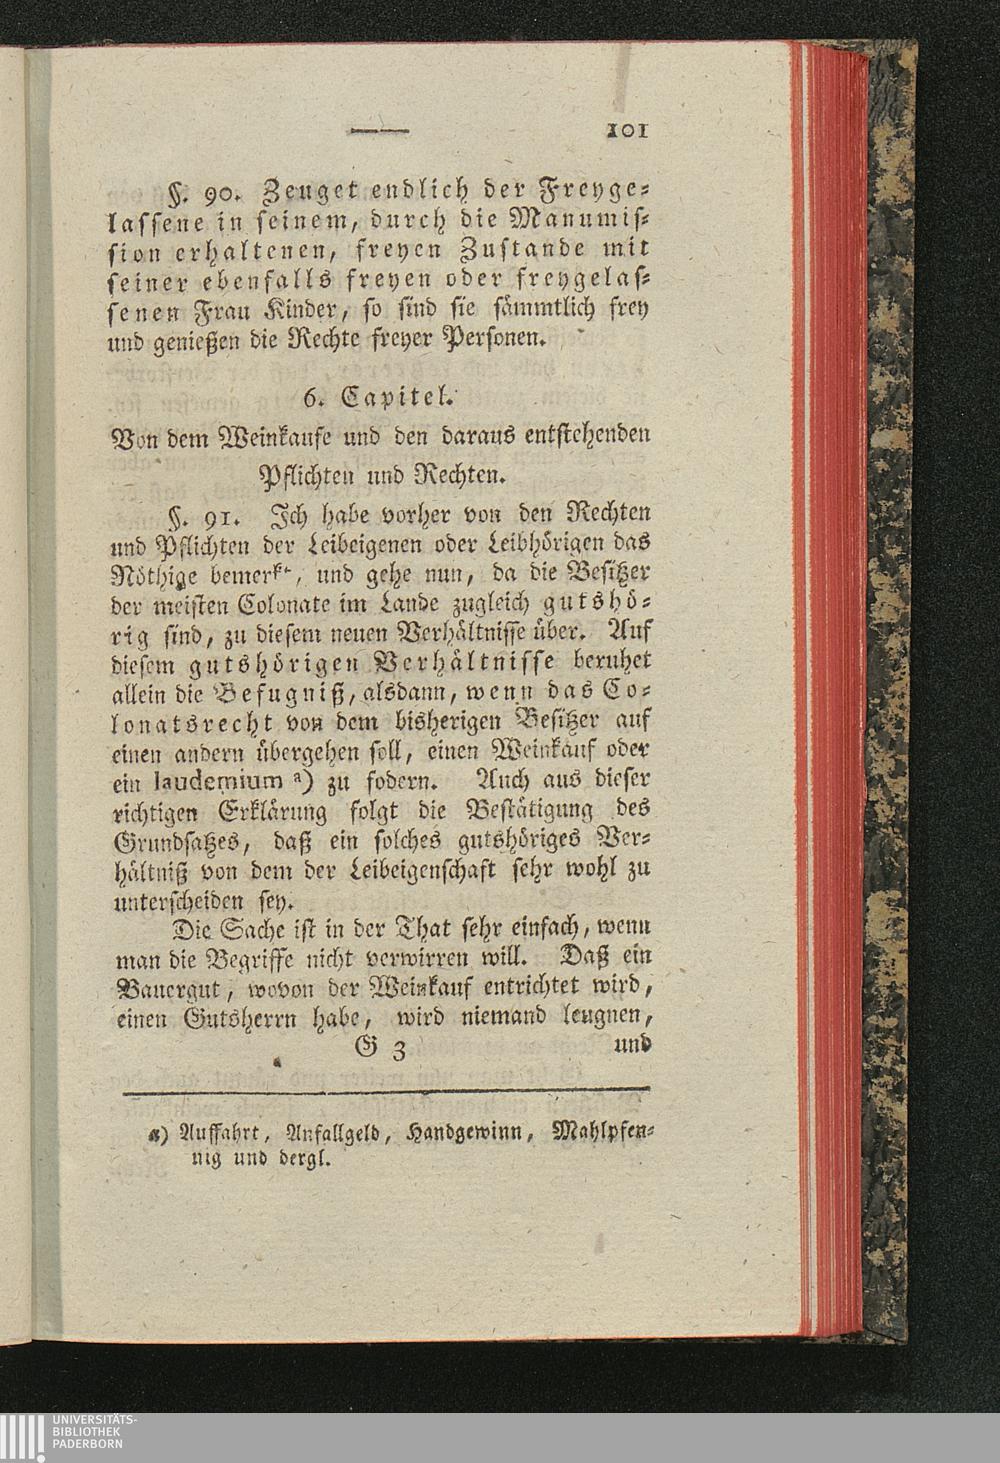 101
§. 90. Zeuget endlich der Freyge-
lassene in seinem, durch die Manumis-
sion erhaltenen, freyen Zustande mit
seiner ebenfalls freyen oder freygelas-
senen Frau Kinder, so sind sie sämmtlich frey
und genießen die Rechte freyer Personen.
6. Capitel.
Von dem Weinkaufe und den daraus entstehenden
Pflichten und Rechten.
§. 91. Ich habe vorher von den Rechten
und Pflichten der Leibeigenen oder Leibhörigen das
Nöthige bemerkt, und gehe nun, da die Besitzer
der meisten Colonate im Lande zugleich gutshö-
rig sind, zu diesem neuen Verhältnisse über. Auf
diesem gutshörigen Verhältnisse beruhet
allein die Befugniß, alsdann, wenn das Co-
lonatsrecht von dem bisherigen Besitzer auf
einen andern übergehen soll, einen Weinkauf oder
ein laudemium a) zu fodern. Auch aus dieser
richtigen Erklärung folgt die Bestätigung des
Grundsatzes, daß ein solches gutshöriges Ver-
hältniß von dem der Leibeigenschaft sehr wohl zu
unterscheiden sey.
Die Sache ist in der That sehr einfach, wenn
man die Begriffe nicht verwirren will. Daß ein
Bauergut, wovon der Weinkauf entrichtet wird,
einen Gutsherrn habe, wird niemand leugnen,
G 3 und
a) Auffahrt, Anfallgeld, Handgewinn, Mahlpfen-
nig und dergl.
UNIVERSITÄTS-
BIBLIOTHEK
PADERBORN